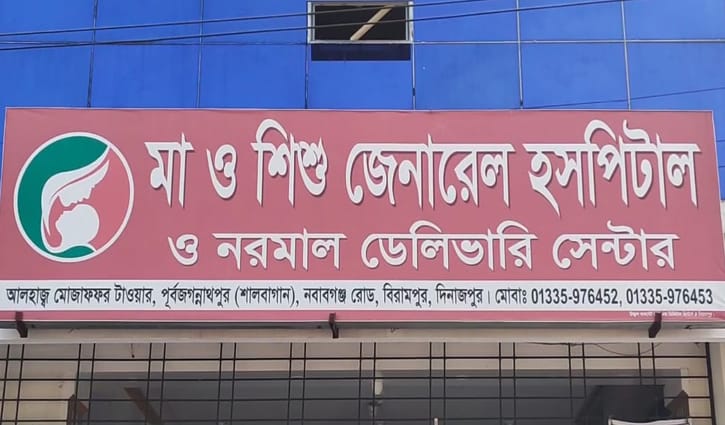 মা ও শিশু জেনারেল হসপিটাল
ও নরমাল ডেলিভারি সেন্টার
আলহাজ্ব মোজাফফর টাওয়ার, পূর্বজগন্নাথপুর (শালবাগান), নবাবগঞ্জ রোড, বিরামপুর, দিনাজপুর। মোবাঃ 01335-976452, 01335-976453